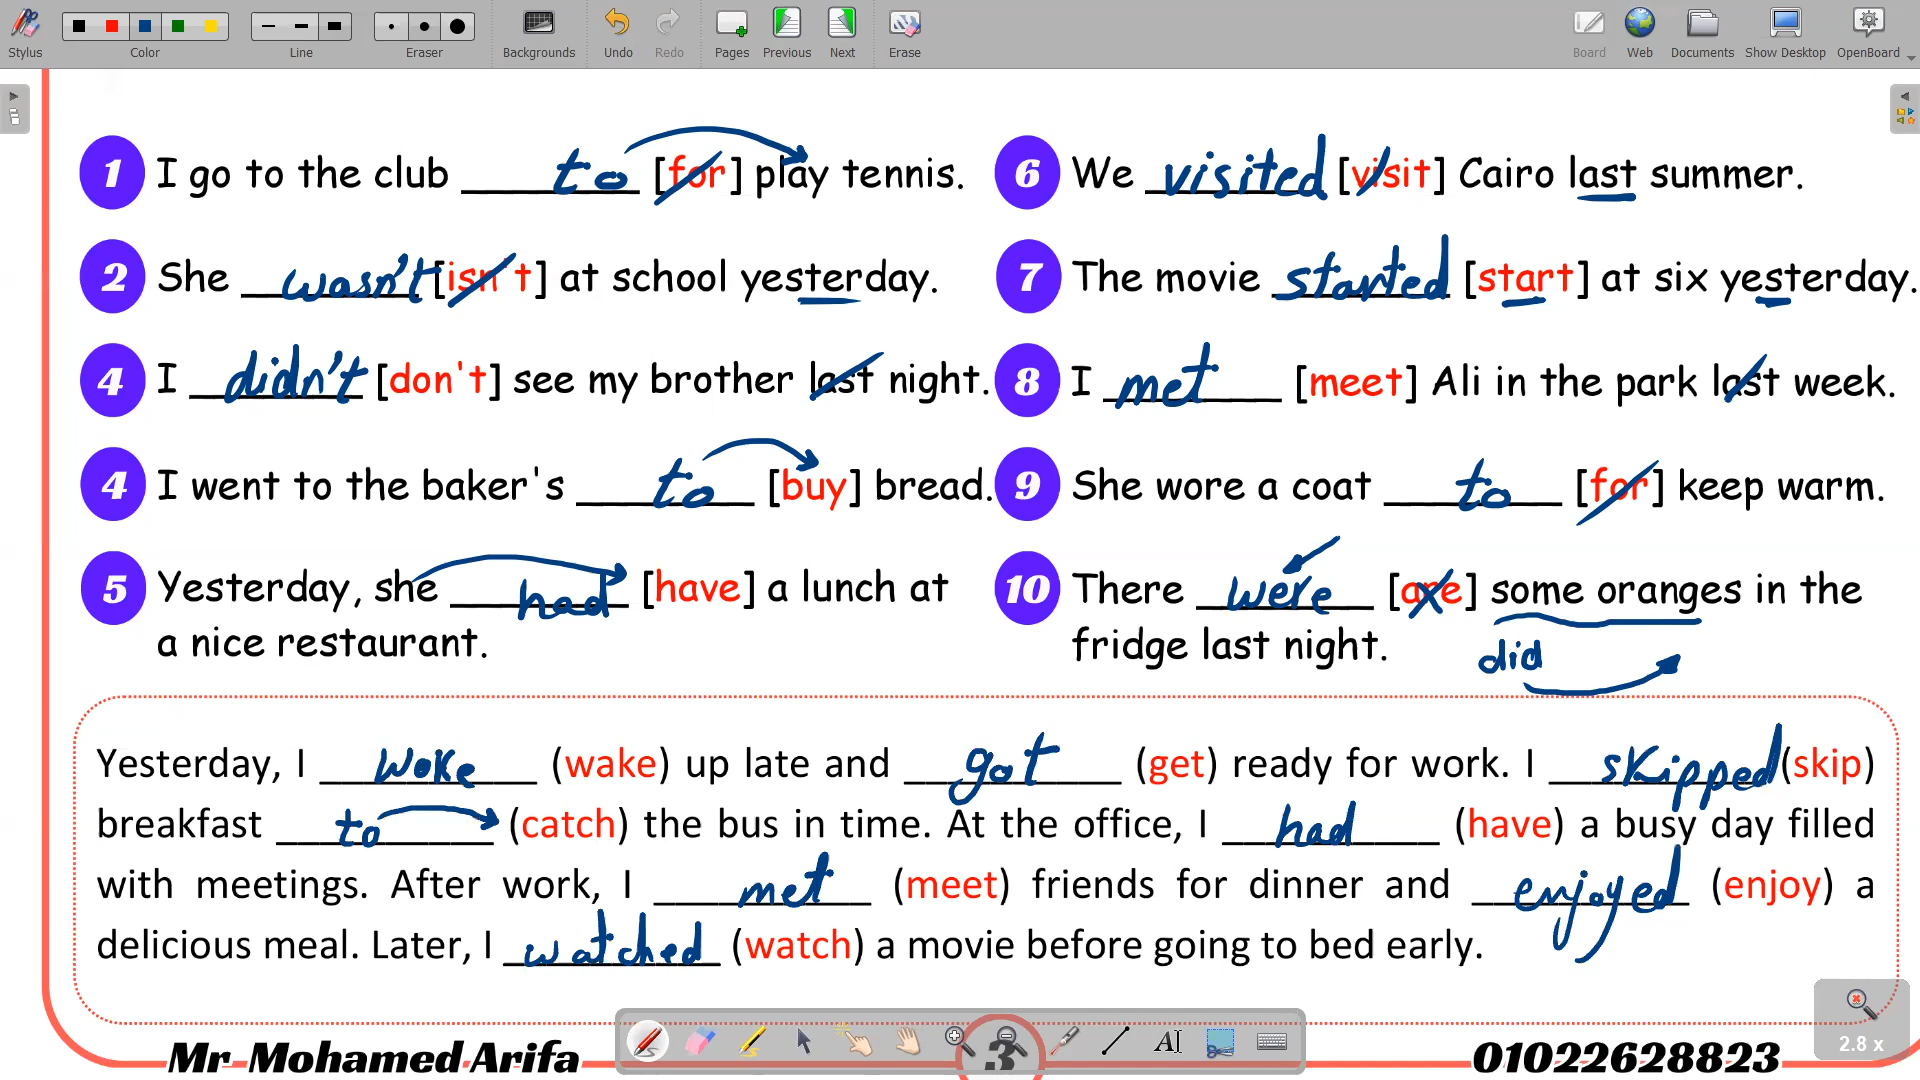 Stylus Color Line Eraser Backgrounds Undo Redo Pages Previous Next Erase Board Web Documents Show Desktop OpenBoard
1 I go to the club to [for] play tennis.
2 She wasn't [isn't] at school yesterday.
4 I didn't [don't] see my brother last night.
4 I went to the baker's to [buy] bread.
5 Yesterday, she had [have] a lunch at
a nice restaurant.
6 We visited [visit] Cairo last summer.
7 The movie started [start] at six yesterday.
8 I met [meet] Ali in the park last week.
9 She wore a coat to [for] keep warm.
10 There were [are] some oranges in the
fridge last night.
did
Yesterday, I woke (wake) up late and got (get) ready for work. I skipped (skip)
breakfast to (catch) the bus in time. At the office, I had (have) a busy day filled
with meetings. After work, I met (meet) friends for dinner and enjoyed (enjoy) a
delicious meal. Later, I watched (watch) a movie before going to bed early.
Mr Mohamed Arifa
3
01022628823
2.8 x